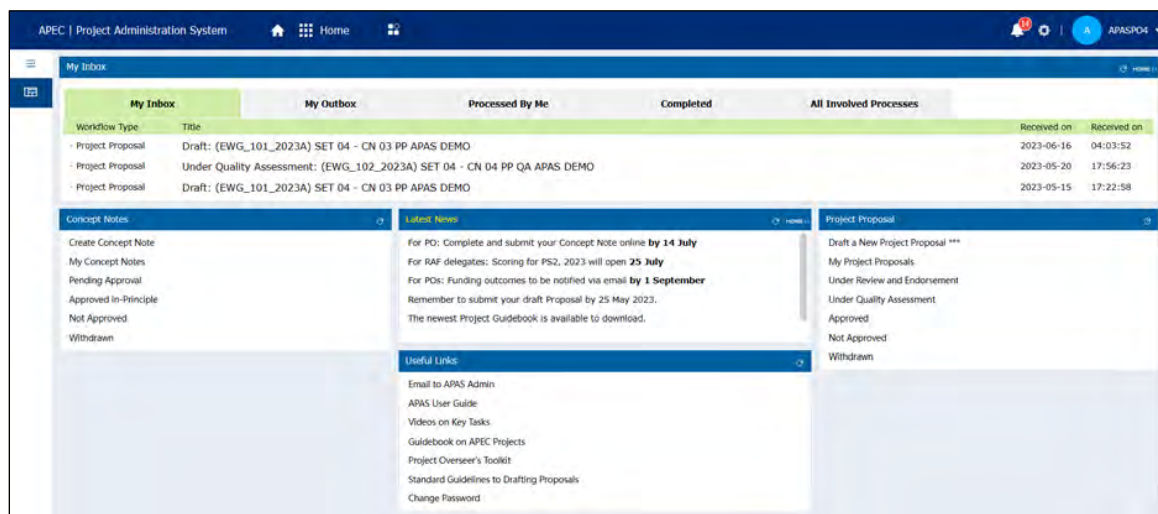 APEC | Project Administration System Home 14 A APASPO4
My Inbox HOME
My Inbox My Outbox Processed By Me Completed All Involved Processes
Workflow Type Title Received on Received on
· Project Proposal Draft: (EWG_101_2023A) SET 04 - CN 03 PP APAS DEMO 2023-06-16 04:03:52
· Project Proposal Under Quality Assessment: (EWG_102_2023A) SET 04 - CN 04 PP QA APAS DEMO 2023-05-20 17:56:23
· Project Proposal Draft: (EWG_101_2023A) SET 04 - CN 03 PP APAS DEMO 2023-05-15 17:22:58
Concept Notes
Create Concept Note
My Concept Notes
Pending Approval
Approved In-Principle
Not Approved
Withdrawn
Latest News HOME
For PO: Complete and submit your Concept Note online by 14 July
For RAF delegates: Scoring for PS2, 2023 will open 25 July
For POs: Funding outcomes to be notified via email by 1 September
Remember to submit your draft Proposal by 25 May 2023.
The newest Project Guidebook is available to download.
Useful Links
Email to APAS Admin
APAS User Guide
Videos on Key Tasks
Guidebook on APEC Projects
Project Overseer's Toolkit
Standard Guidelines to Drafting Proposals
Change Password
Project Proposal
Draft a New Project Proposal ***
My Project Proposals
Under Review and Endorsement
Under Quality Assessment
Approved
Not Approved
Withdrawn